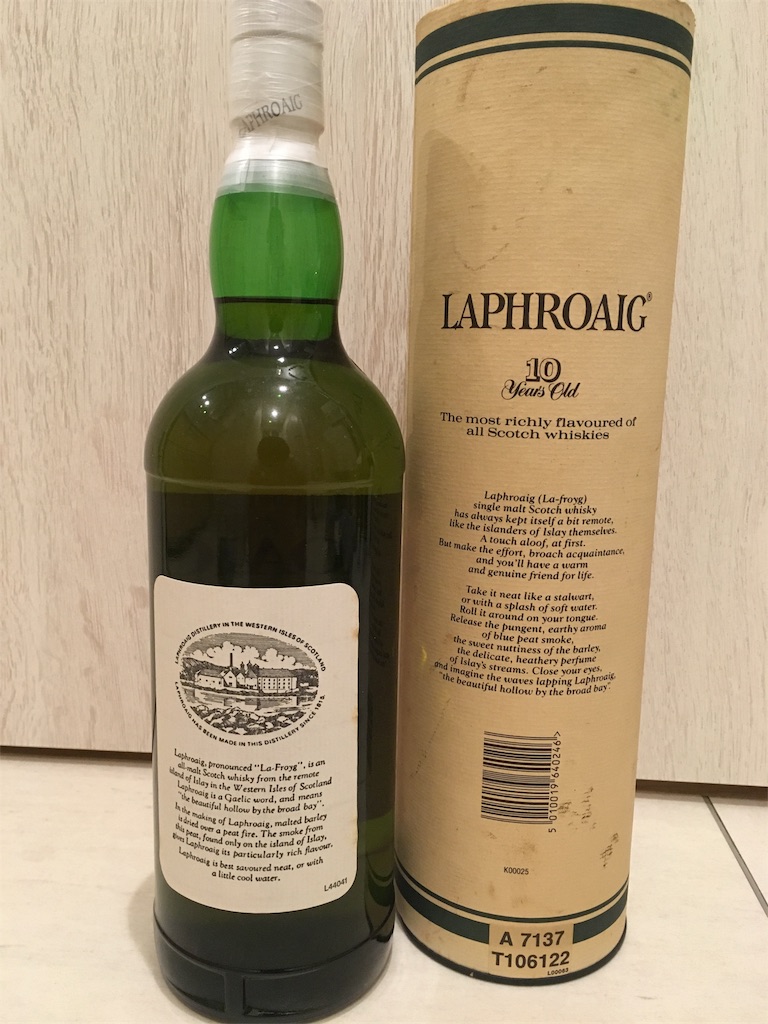 LAPHROAIG
LAPHROAIG DISTILLERY IN THE WESTERN ISLES OF SCOTLAND
LAPHROAIG HAS BEEN MADE IN THIS DISTILLERY SINCE 1815.
Laphroaig, pronounced "La-Froyg", is an
all-malt Scotch whisky from the remote
island of Islay in the Western Isles of Scotland
Laphroaig is a Gaelic word, and means
"the beautiful hollow by the broad bay".
In the making of Laphroaig, malted barley
is dried over a peat fire. The smoke from
this peat, found only on the island of Islay,
gives Laphroaig its particularly rich flavour.
Laphroaig is best savoured neat, or with
a little cool water.
L44041
LAPHROAIG®
10
Years Old
The most richly flavoured of
all Scotch whiskies
Laphroaig (La-froyg)
single malt Scotch whisky
has always kept itself a bit remote,
like the islanders of Islay themselves.
A touch aloof, at first.
But make the effort, broach acquaintance,
and you'll have a warm
and genuine friend for life.
Take it neat like a stalwart,
or with a splash of soft water.
Roll it around on your tongue.
Release the pungent, earthy aroma
of blue peat smoke,
the sweet nuttiness of the barley,
the delicate, heathery perfume
of Islay's streams. Close your eyes,
and imagine the waves lapping Laphroaig,
"the beautiful hollow by the broad bay".
5 010019 640246 >
K00025
A 7137
T106122
L00063